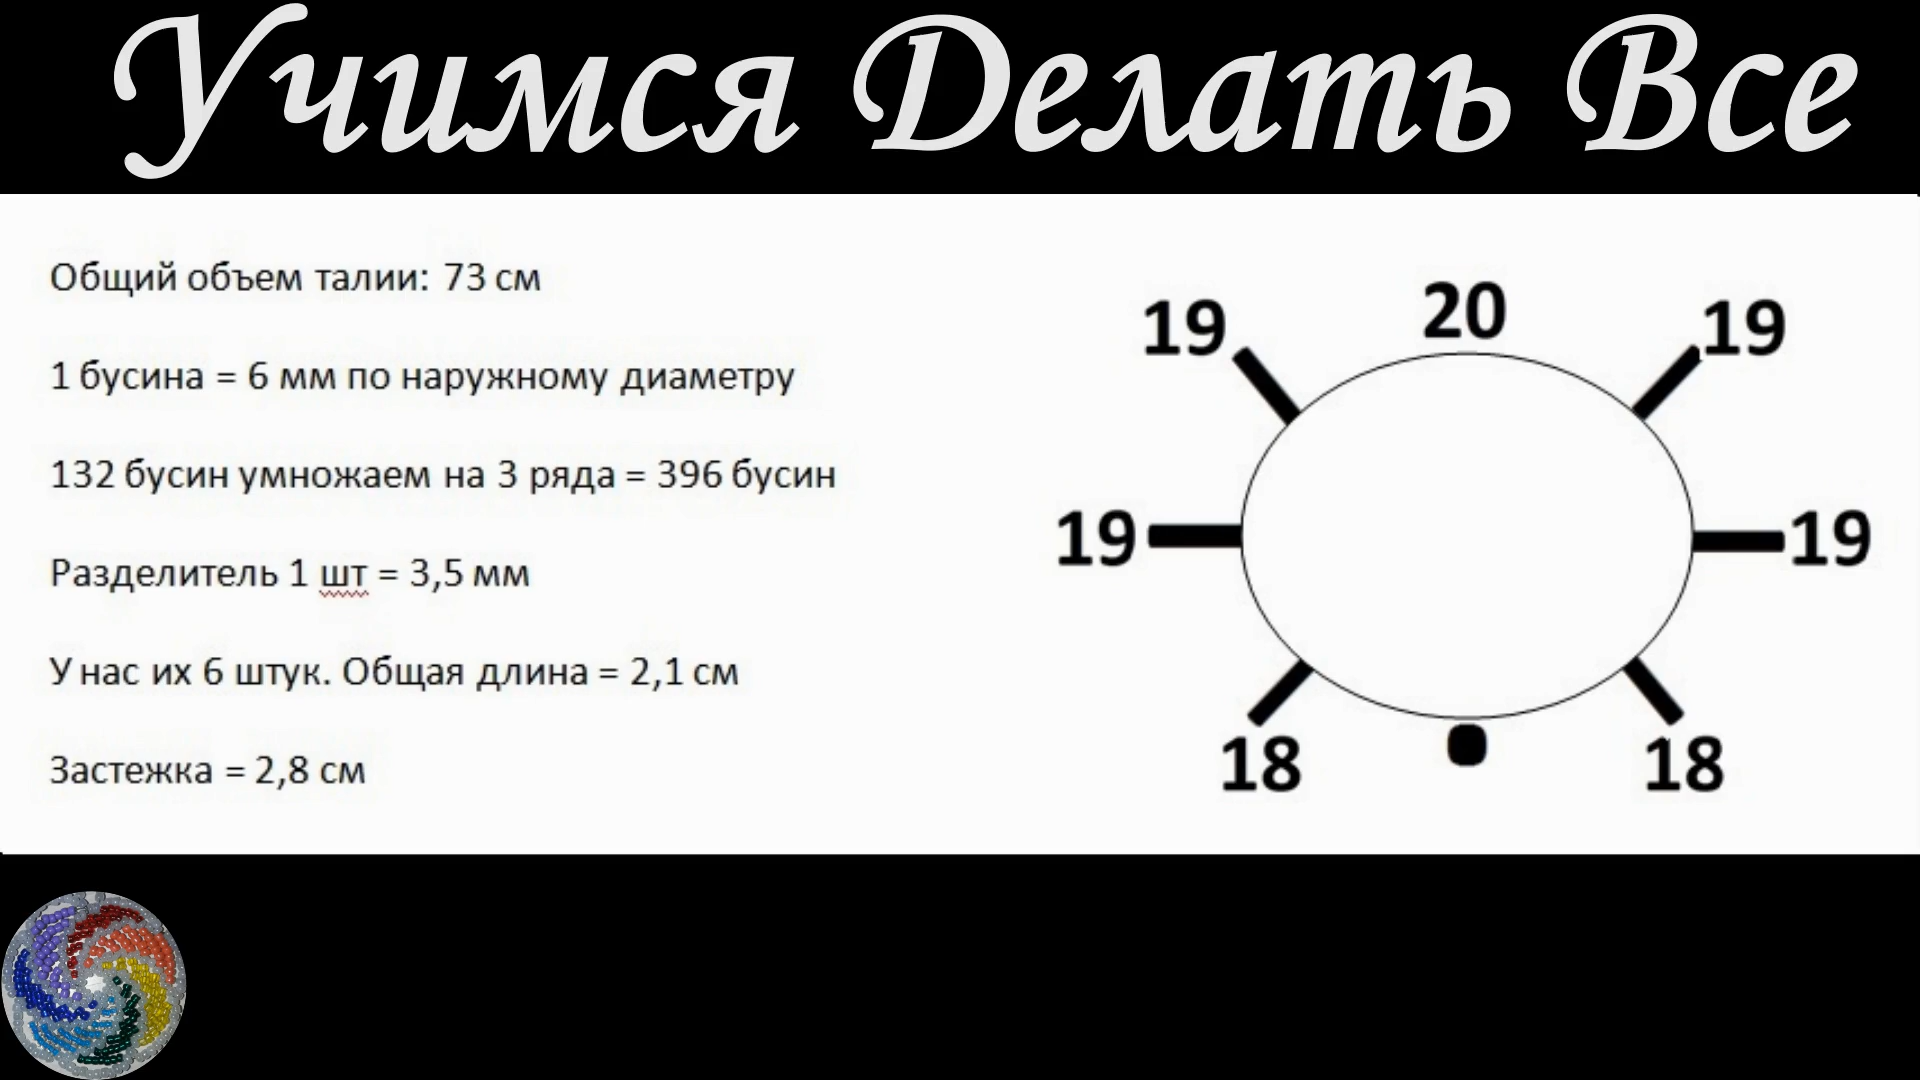 Учимся Делать Все
Общий объем талии: 73 см
1 бусина = 6 мм по наружному диаметру
132 бусин умножаем на 3 ряда = 396 бусин
Разделитель 1 шт = 3,5 мм
У нас их 6 штук. Общая длина = 2,1 см
Застежка = 2,8 см
19 20 19
19 19
18 18